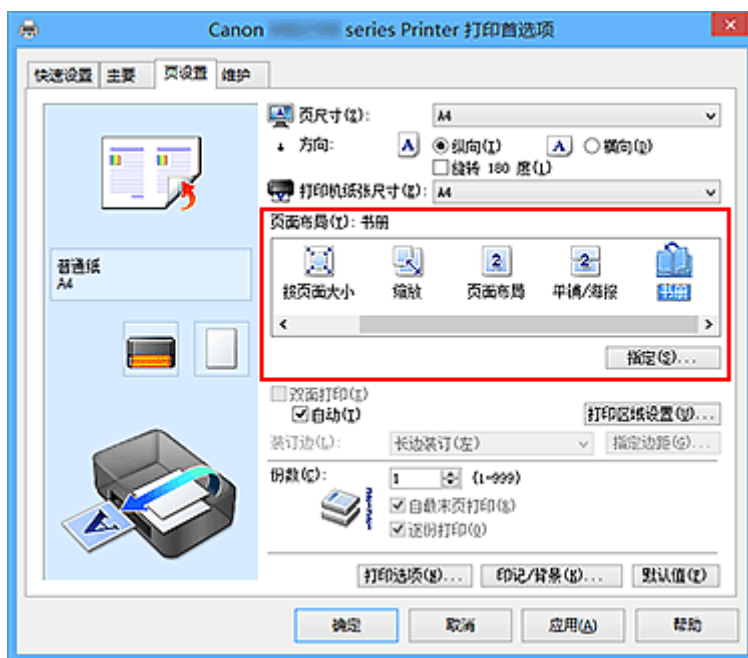 Canon series Printer 打印首选项
快速设置 主要 页设置 维护
页尺寸(Z): A4
方向: A 纵向(I) A 横向(D)
旋转 180 度(L)
打印机纸张尺寸(E): A4
页面布局(Y): 书册
按页面大小 缩放 页面布局 平铺/海报 书册
指定(S)...
普通纸
A4
双面打印(X)
自动(T)
打印区域设置(U)...
装订边(L): 长边装订(左) 指定边距(G)...
份数(C): 1 (1-999)
自最末页打印(R)
逐份打印(O)
打印选项(N)... 印记/背景(K)... 默认值(F)
确定 取消 应用(A) 帮助